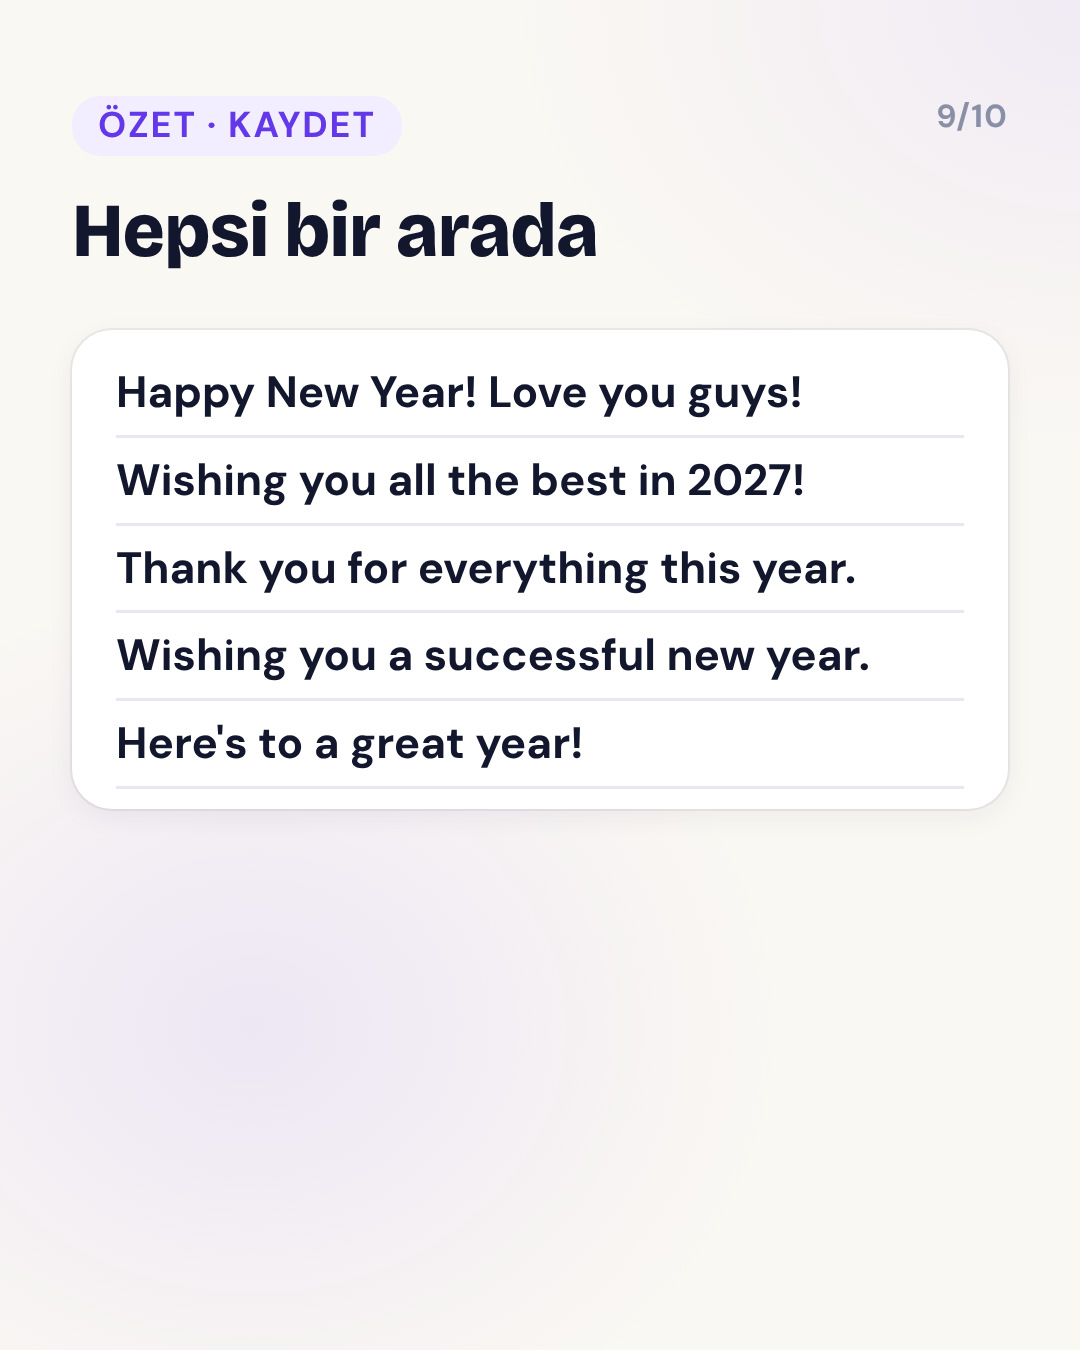 ÖZET · KAYDET
9/10
Hepsi bir arada
Happy New Year! Love you guys!
Wishing you all the best in 2027!
Thank you for everything this year.
Wishing you a successful new year.
Here's to a great year!